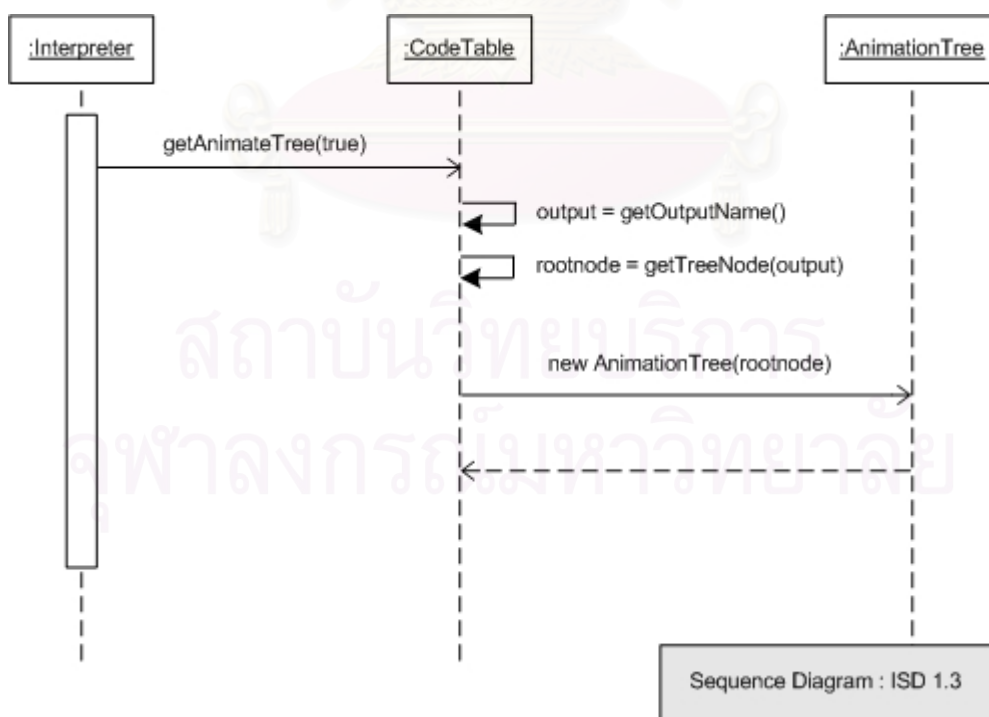 :Interpreter
:CodeTable
:AnimationTree
getAnimateTree(true)
output = getOutputName()
rootnode = getTreeNode(output)
สถาบันวิทยบริการ
new AnimationTree(rootnode)
จุฬาลงกรณ์มหาวิทยาลัย
Sequence Diagram : ISD 1.3